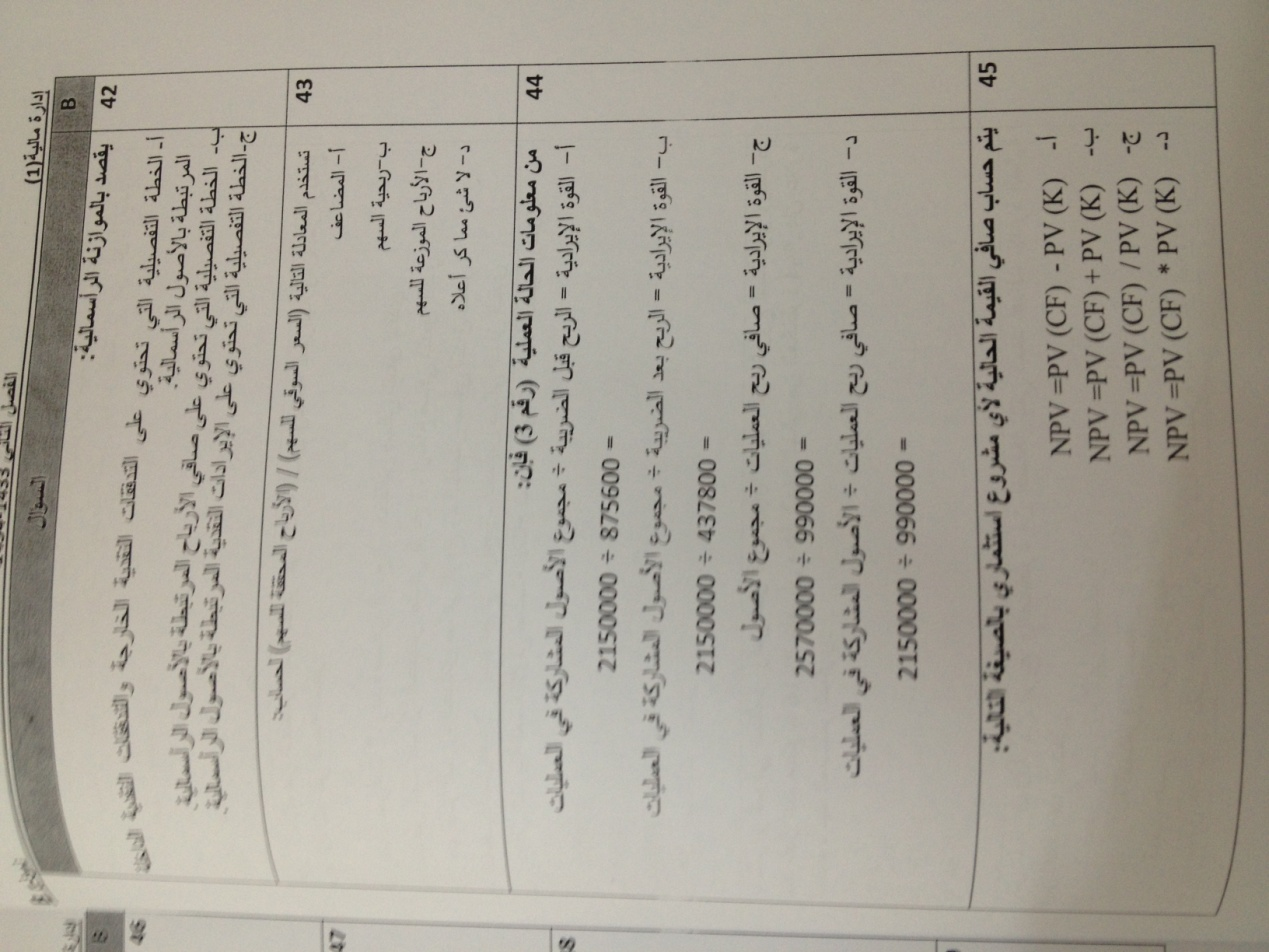 إدارة مالية(1)
الفصل الثاني 1433
B
السؤال
42
يقصد بالموازنة الرأسمالية:
أ- الخطة التفصيلية التي تحتوي على التدفقات النقدية الخارجة والتدفقات النقدية
المرتبطة بالأصول الرأسمالية.
ب- الخطة التفصيلية التي تحتوي على صافي الأرباح المرتبطة بالأصول الرأسمالية.
ج-الخطة التفصيلية التي تحتوي على الإيرادات النقدية المرتبطة بالأصول الرأسمالية.
43
تستخدم المعادلة التالية (السعر السوقي للسهم) / (الأرباح المحققة للسهم) لحساب:
أ- المضاعف
ب-ربحية السهم
ج-الأرباح الموزعة للسهم
د- لا شئ مما كر أعلاه
44
من معلومات الحالة العملية (رقم 3) فإن:
أ- القوة الإيرادية = الربح قبل الضريبة ÷ مجموع الأصول المشاركة في العمليات
= 875600 ÷ 2150000
ب- القوة الإيرادية = الربح بعد الضريبة ÷ مجموع الأصول المشاركة في العمليات
= 437800 ÷ 2150000
ج- القوة الإيرادية = صافي ربح العمليات ÷ مجموع الأصول
= 990000 ÷ 2570000
د- القوة الإيرادية = صافي ربح العمليات ÷ الأصول المشاركة في العمليات
= 990000 ÷ 2150000
45
يتم حساب صافي القيمة الحالية لأي مشروع استثماري بالصيغة التالية:
أ- NPV =PV (CF) - PV (K)
ب- NPV =PV (CF) + PV (K)
ج- NPV =PV (CF) / PV (K)
د- NPV =PV (CF) * PV (K)
B
46
47
8